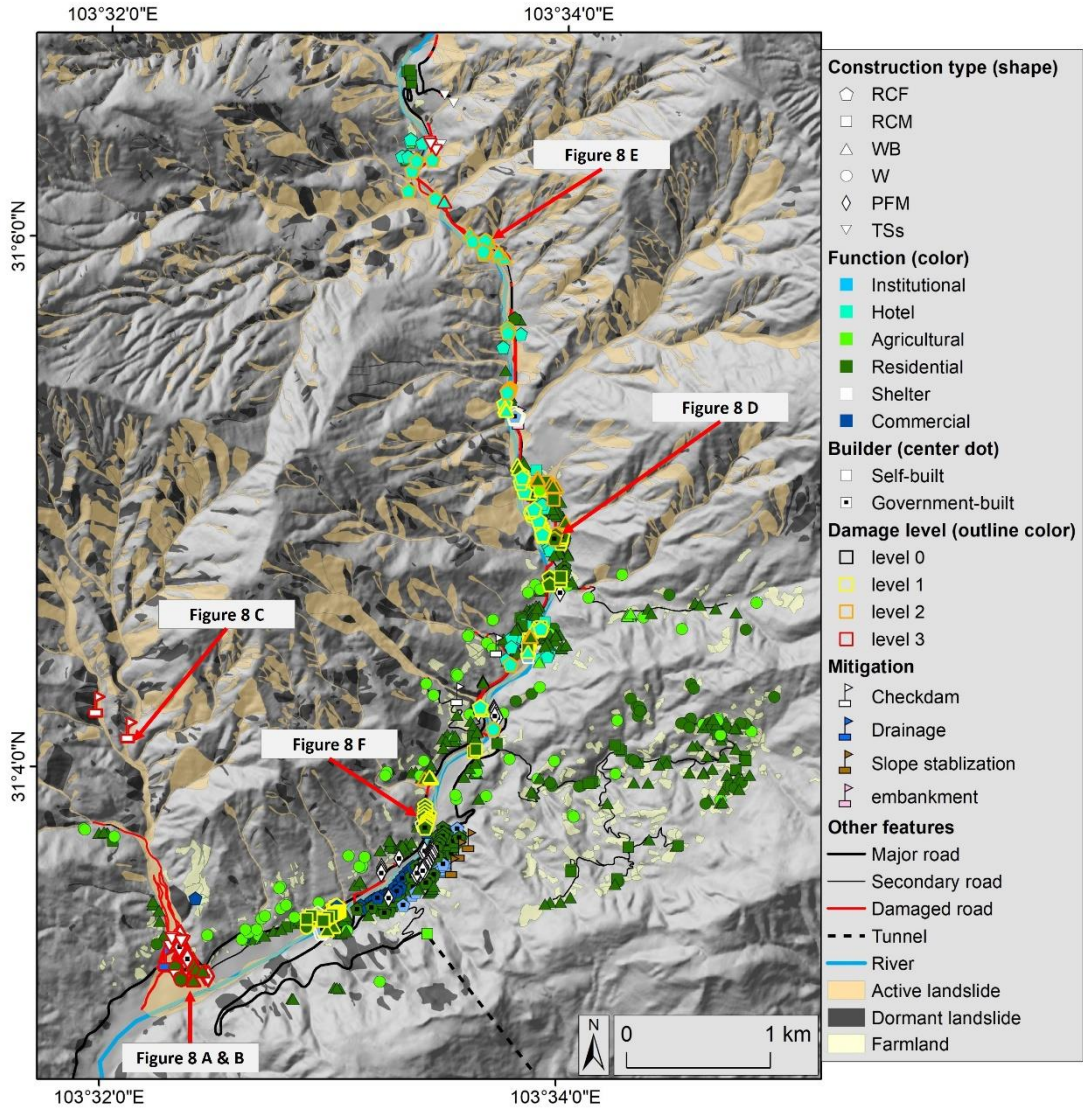 103°32'0"E
103°34'0"E
31°6'0"N
31°4'0"N
Figure 8 E
Figure 8 D
Figure 8 C
Figure 8 F
Figure 8 A & B
N
0
1 km
103°32'0"E
103°34'0"E
Construction type (shape)
RCF
RCM
WB
W
PFM
TSs
Function (color)
Institutional
Hotel
Agricultural
Residential
Shelter
Commercial
Builder (center dot)
Self-built
Government-built
Damage level (outline color)
level 0
level 1
level 2
level 3
Mitigation
Checkdam
Drainage
Slope stablization
embankment
Other features
Major road
Secondary road
Damaged road
Tunnel
River
Active landslide
Dormant landslide
Farmland